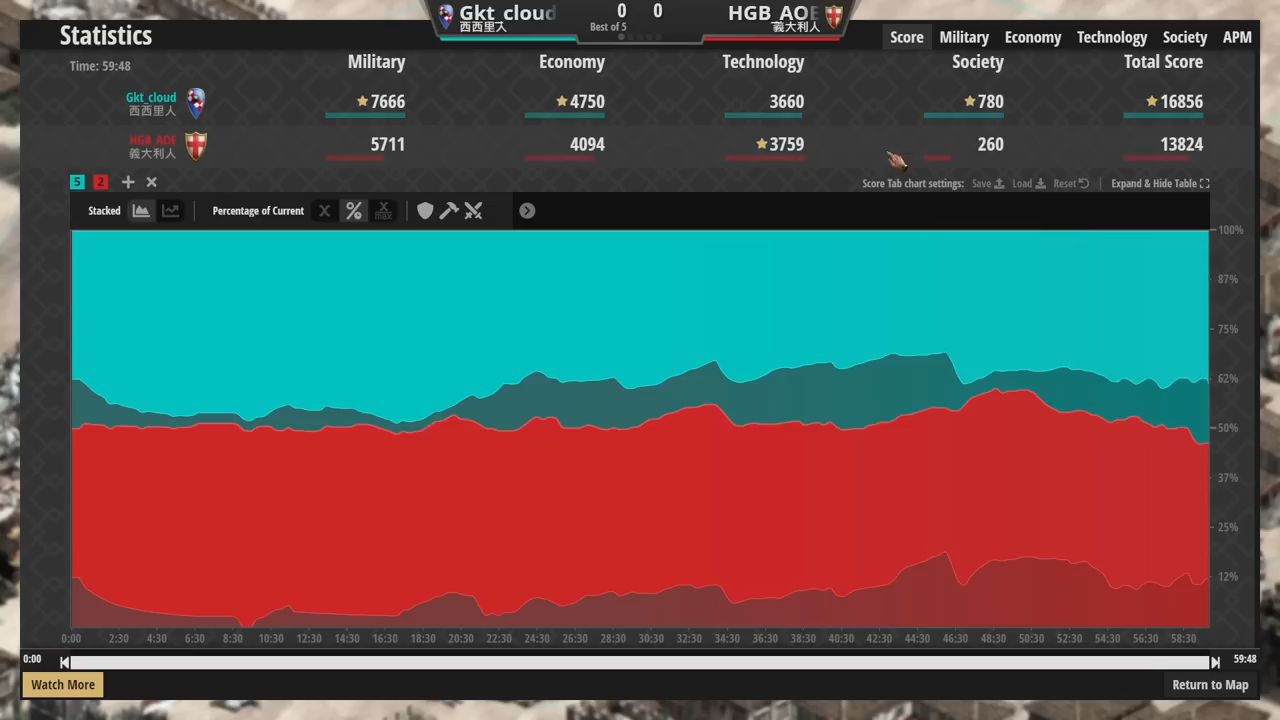 Gkt_cloud 0 0 HGB_AOE
西西里人 Best of 5 義大利人
Statistics
Score Military Economy Technology Society APM
Time: 59:48 Military Economy Technology Society Total Score
Gkt_cloud 7666 4750 3660 780 16856
西西里人
HGB_AOE 5711 4094 3759 260 13824
義大利人
5 2 Score Tab chart settings: Save Load Reset Expand & Hide Table
Stacked Percentage of Current X % X max
100%
87%
75%
62%
50%
37%
25%
12%
0:00 2:30 4:30 6:30 8:30 10:30 12:30 14:30 16:30 18:30 20:30 22:30 24:30 26:30 28:30 30:30 32:30 34:30 36:30 38:30 40:30 42:30 44:30 46:30 48:30 50:30 52:30 54:30 56:30 58:30
0:00 59:48
Watch More Return to Map